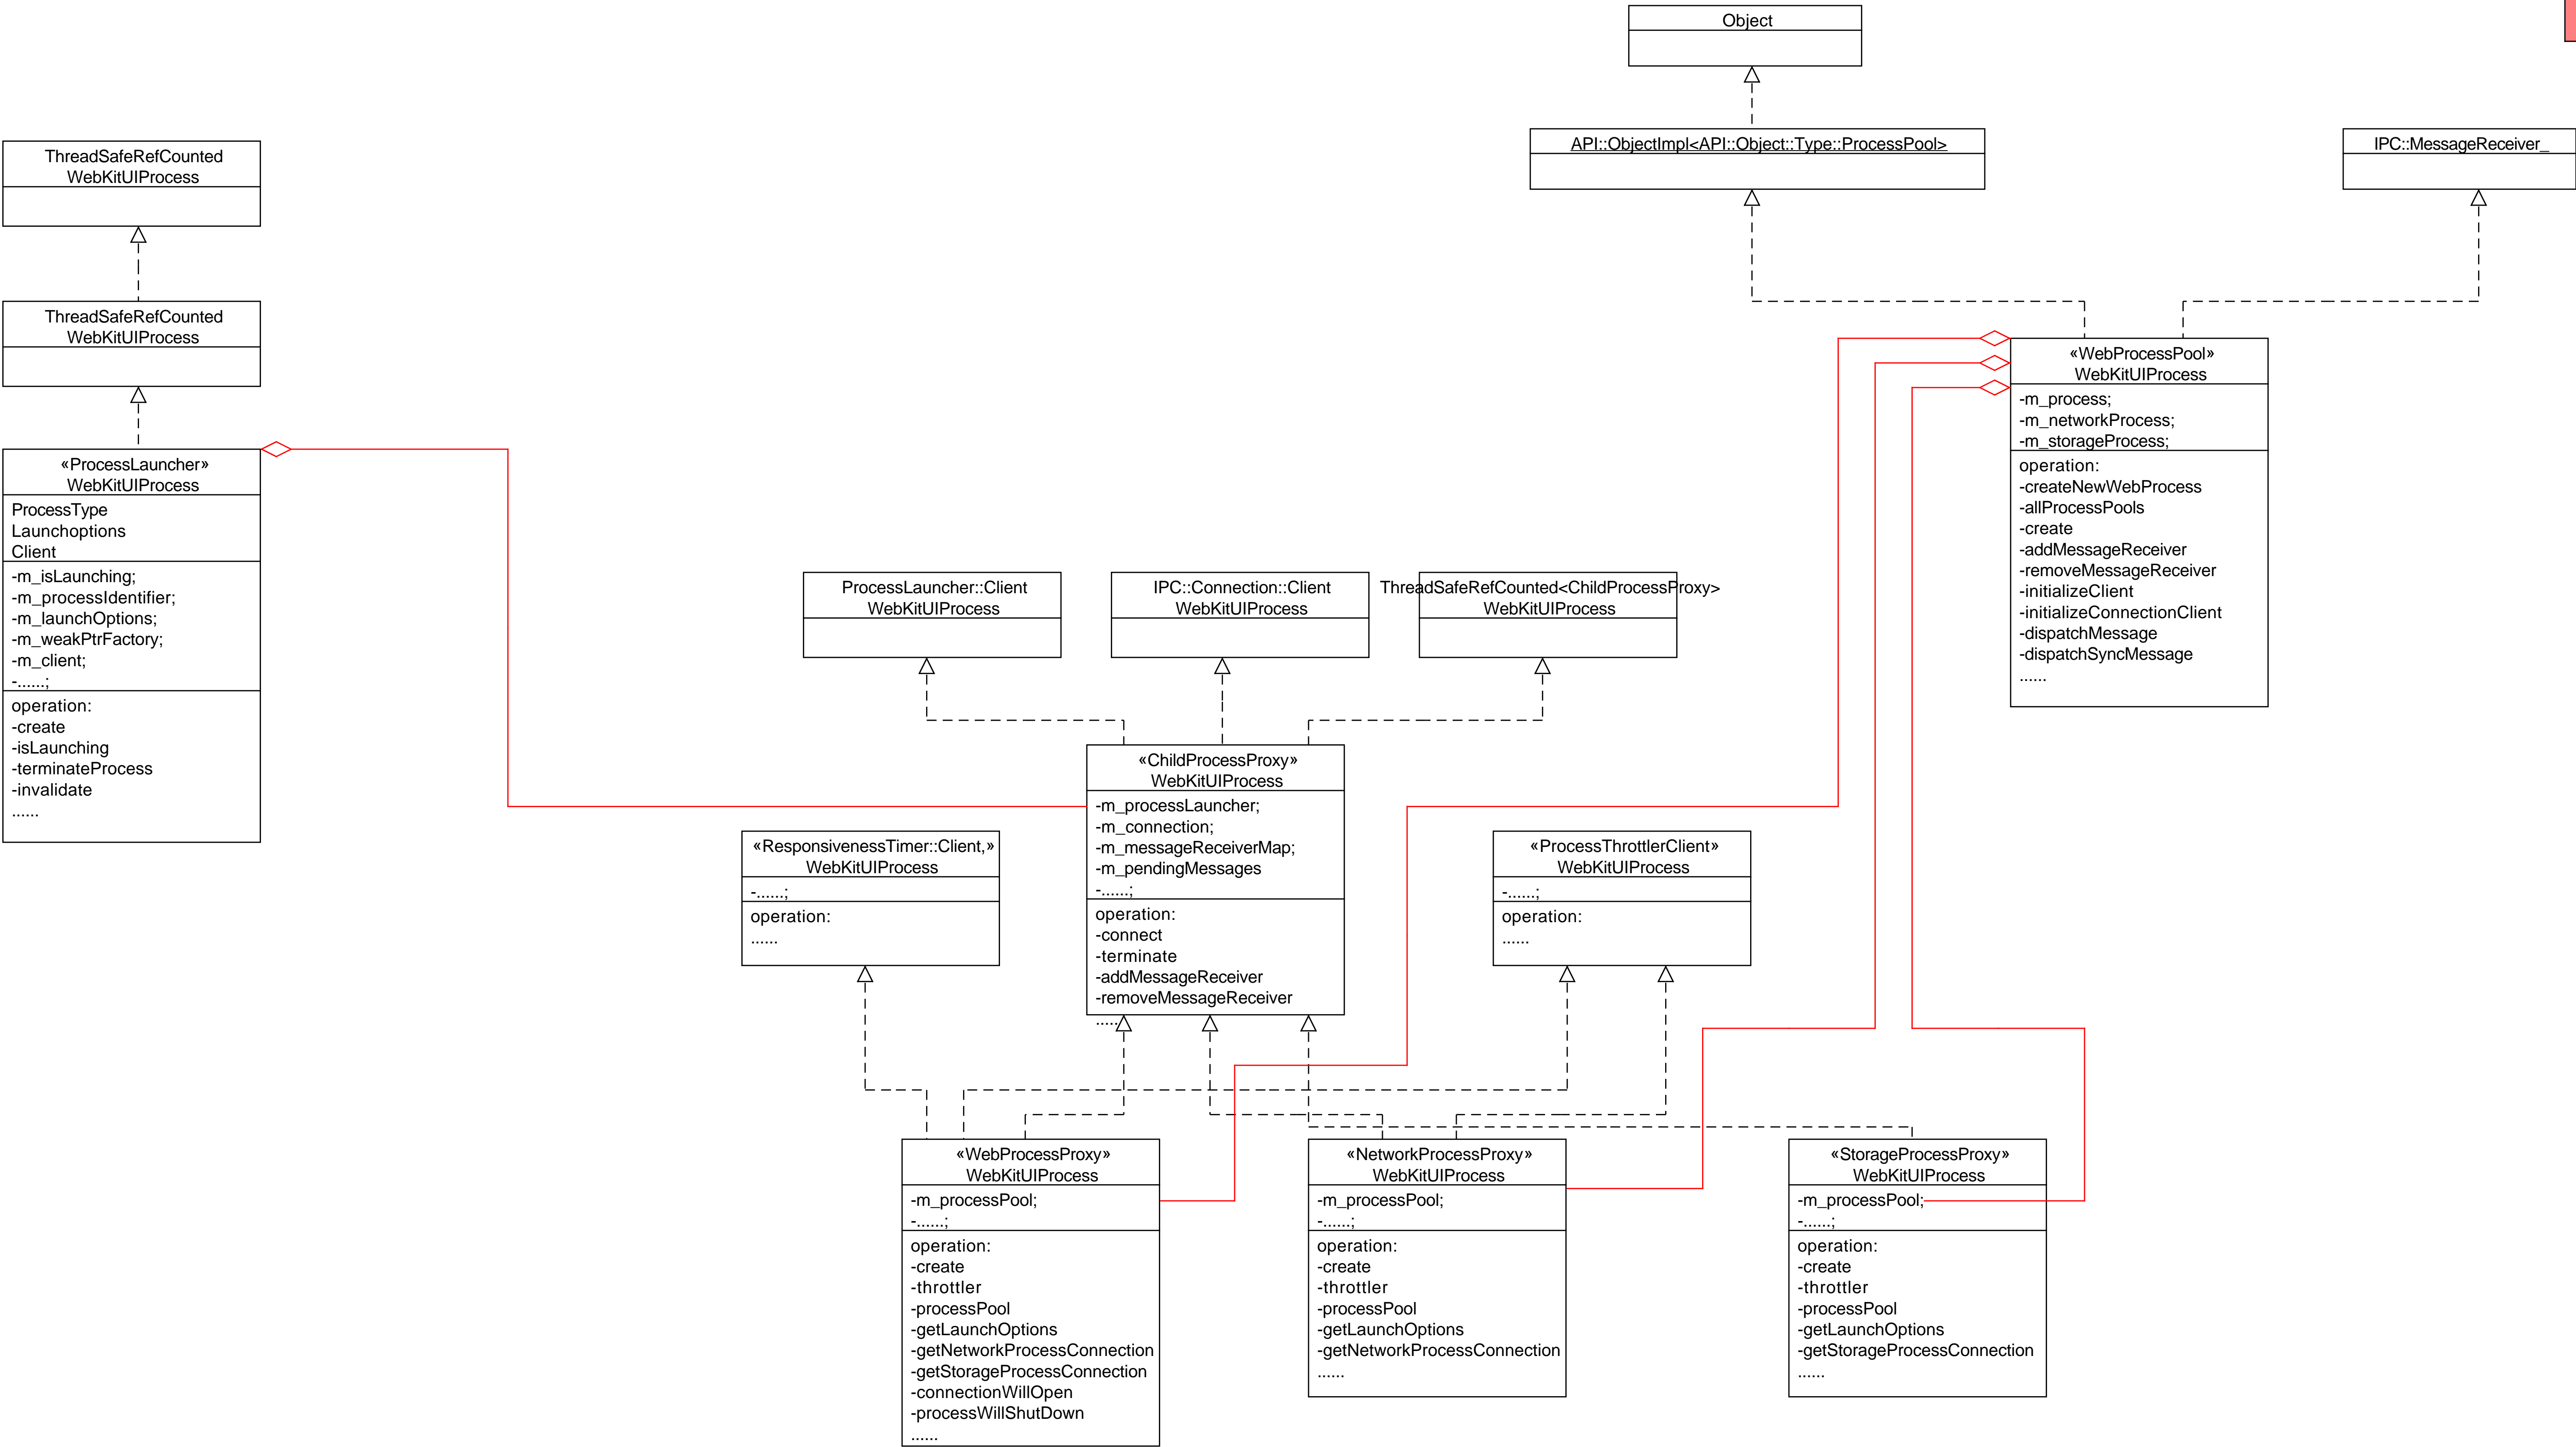 Object
API::ObjectImpl<API::Object::Type::ProcessPool>
IPC::MessageReceiver_
ThreadSafeRefCounted
WebKitUIProcess
ThreadSafeRefCounted
WebKitUIProcess
«ProcessLauncher»
WebKitUIProcess
ProcessType
Launchoptions
Client
-m_isLaunching;
-m_processIdentifier;
-m_launchOptions;
-m_weakPtrFactory;
-m_client;
-......;
operation:
-create
-isLaunching
-terminateProcess
-invalidate
......
«WebProcessPool»
WebKitUIProcess
-m_process;
-m_networkProcess;
-m_storageProcess;
operation:
-createNewWebProcess
-allProcessPools
-create
-addMessageReceiver
-removeMessageReceiver
-initializeClient
-initializeConnectionClient
-dispatchMessage
-dispatchSyncMessage
......
ProcessLauncher::Client
WebKitUIProcess
IPC::Connection::Client
WebKitUIProcess
ThreadSafeRefCounted<ChildProcessProxy>
WebKitUIProcess
«ChildProcessProxy»
WebKitUIProcess
-m_processLauncher;
-m_connection;
-m_messageReceiverMap;
-m_pendingMessages
-......;
operation:
-connect
-terminate
-addMessageReceiver
-removeMessageReceiver
......
«ResponsivenessTimer::Client,»
WebKitUIProcess
-......;
operation:
......
«ProcessThrottlerClient»
WebKitUIProcess
-......;
operation:
......
«WebProcessProxy»
WebKitUIProcess
-m_processPool;
-......;
operation:
-create
-throttler
-processPool
-getLaunchOptions
-getNetworkProcessConnection
-getStorageProcessConnection
-connectionWillOpen
-processWillShutDown
......
«NetworkProcessProxy»
WebKitUIProcess
-m_processPool;
-......;
operation:
-create
-throttler
-processPool
-getLaunchOptions
-getNetworkProcessConnection
......
«StorageProcessProxy»
WebKitUIProcess
-m_processPool;
-......;
operation:
-create
-throttler
-processPool
-getLaunchOptions
-getStorageProcessConnection
......